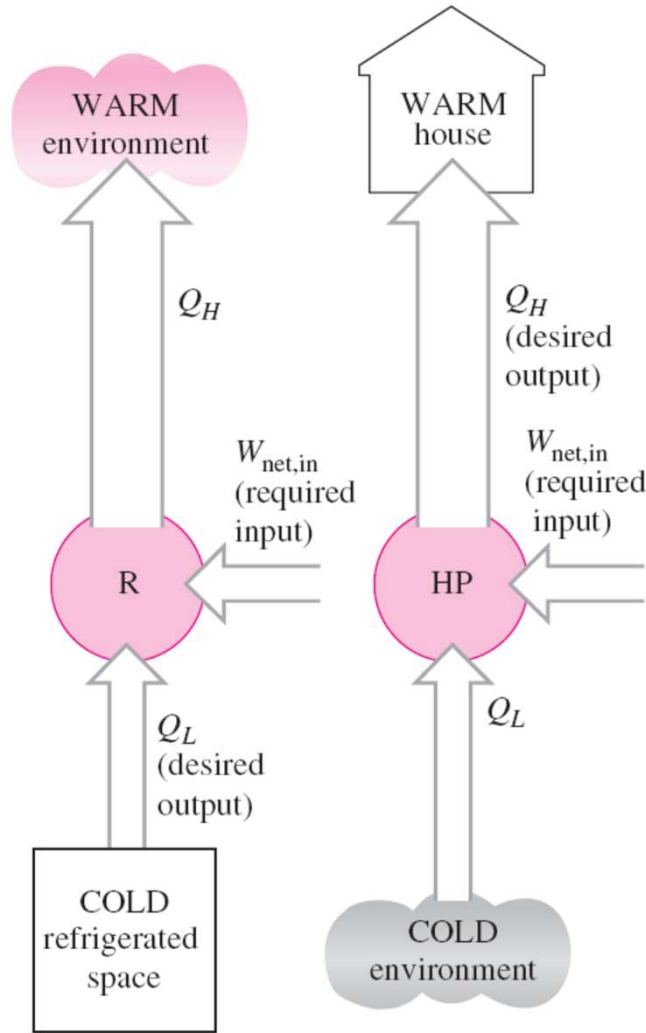 WARM
environment
Q_H
W_net,in
(required
input)
R
Q_L
(desired
output)
COLD
refrigerated
space
WARM
house
Q_H
(desired
output)
W_net,in
(required
input)
HP
Q_L
COLD
environment